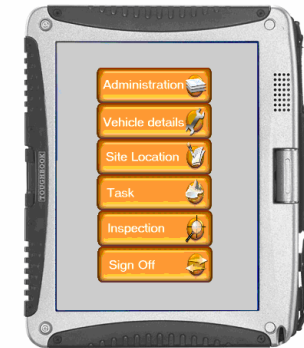 Administration
Vehicle details
Site Location
Task
Inspection
Sign Off
TOUGHBOOK